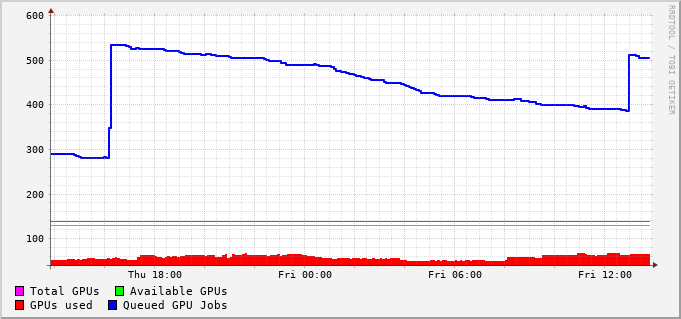 600
500
400
300
200
100
Thu 18:00 Fri 00:00 Fri 06:00 Fri 12:00
Total GPUs Available GPUs
GPUs used Queued GPU Jobs
RRDTOOL / TOBI OETIKER